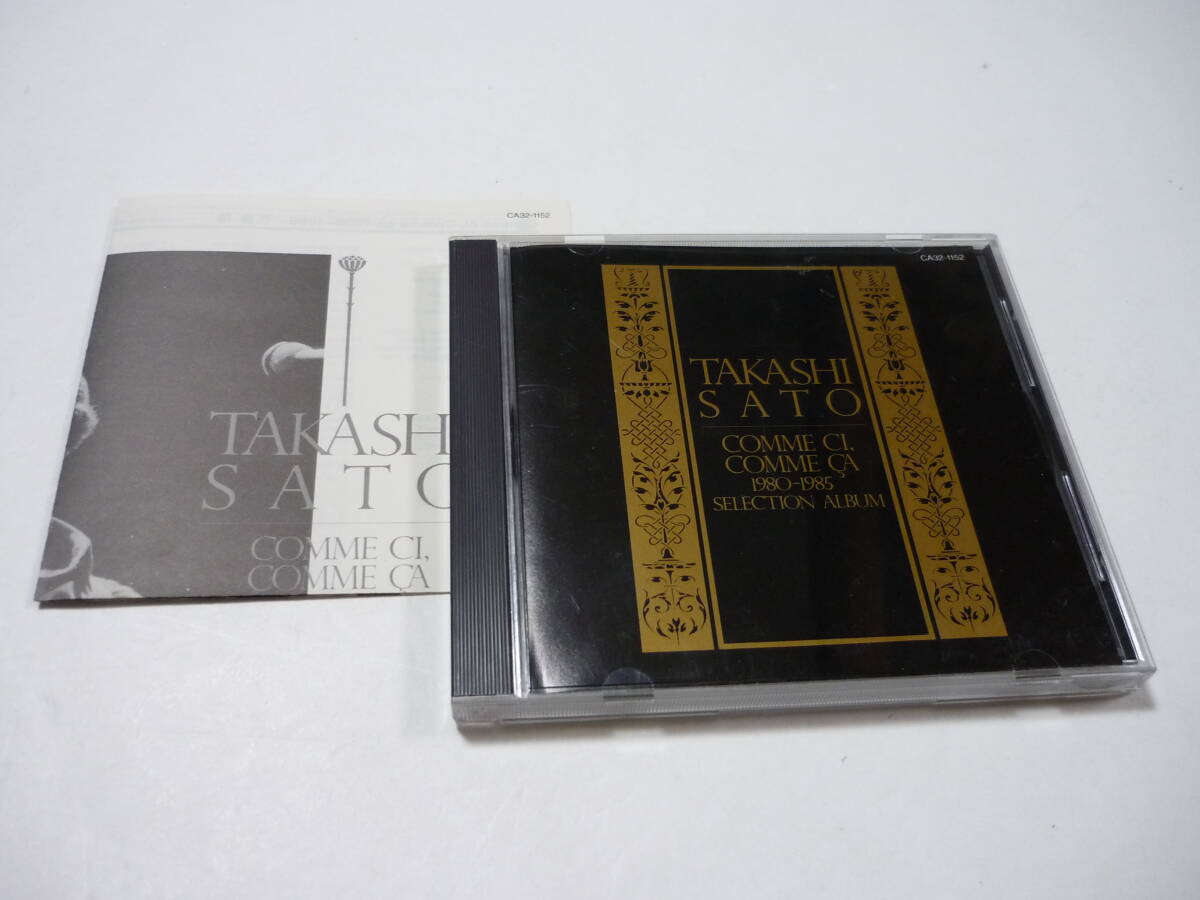 CA32-1152
TAKASHI
SATO
COMME CI,
COMME ÇA
CA32-1152
TAKASHI
SATO
COMME CI,
COMME ÇA
1980-1985
SELECTION ALBUM